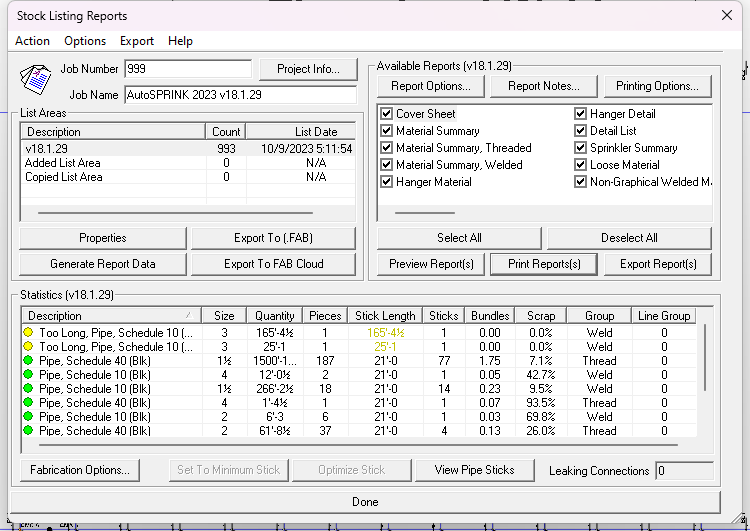 Stock Listing Reports
Action Options Export Help
Job Number 999 Project Info...
Job Name AutoSPRINK 2023 v18.1.29
Available Reports (v18.1.29)
Report Options... Report Notes... Printing Options...
Cover Sheet Hanger Detail
Material Summary Detail List
Material Summary, Threaded Sprinkler Summary
Material Summary, Welded Loose Material
Hanger Material Non-Graphical Welded M
Select All Deselect All
Preview Report(s) Print Reports(s) Export Report(s)
List Areas
Description Count List Date
v18.1.29 993 10/9/2023 5:11:54
Added List Area 0 N/A
Copied List Area 0 N/A
Properties Export To (.FAB)
Generate Report Data Export To FAB Cloud
Statistics (v18.1.29)
Description Size Quantity Pieces Stick Length Sticks Bundles Scrap Group Line Group
Too Long, Pipe, Schedule 10 (... 3 165'-4½ 1 165'-4½ 1 0.00 0.0% Weld 0
Too Long, Pipe, Schedule 10 (... 3 25'-1 1 25'-1 1 0.00 0.0% Weld 0
Pipe, Schedule 40 (Blk) 1½ 1500'-1... 187 21'-0 77 1.75 7.1% Thread 0
Pipe, Schedule 10 (Blk) 4 12'-0½ 2 21'-0 1 0.05 42.7% Weld 0
Pipe, Schedule 10 (Blk) 1½ 266'-2½ 18 21'-0 14 0.23 9.5% Weld 0
Pipe, Schedule 40 (Blk) 4 1'-4½ 1 21'-0 1 0.07 93.5% Thread 0
Pipe, Schedule 10 (Blk) 2 6'-3 6 21'-0 1 0.03 69.8% Weld 0
Pipe, Schedule 40 (Blk) 2 61'-8½ 37 21'-0 4 0.13 26.0% Thread 0
Fabrication Options... Set To Minimum Stick Optimize Stick View Pipe Sticks Leaking Connections 0
Done